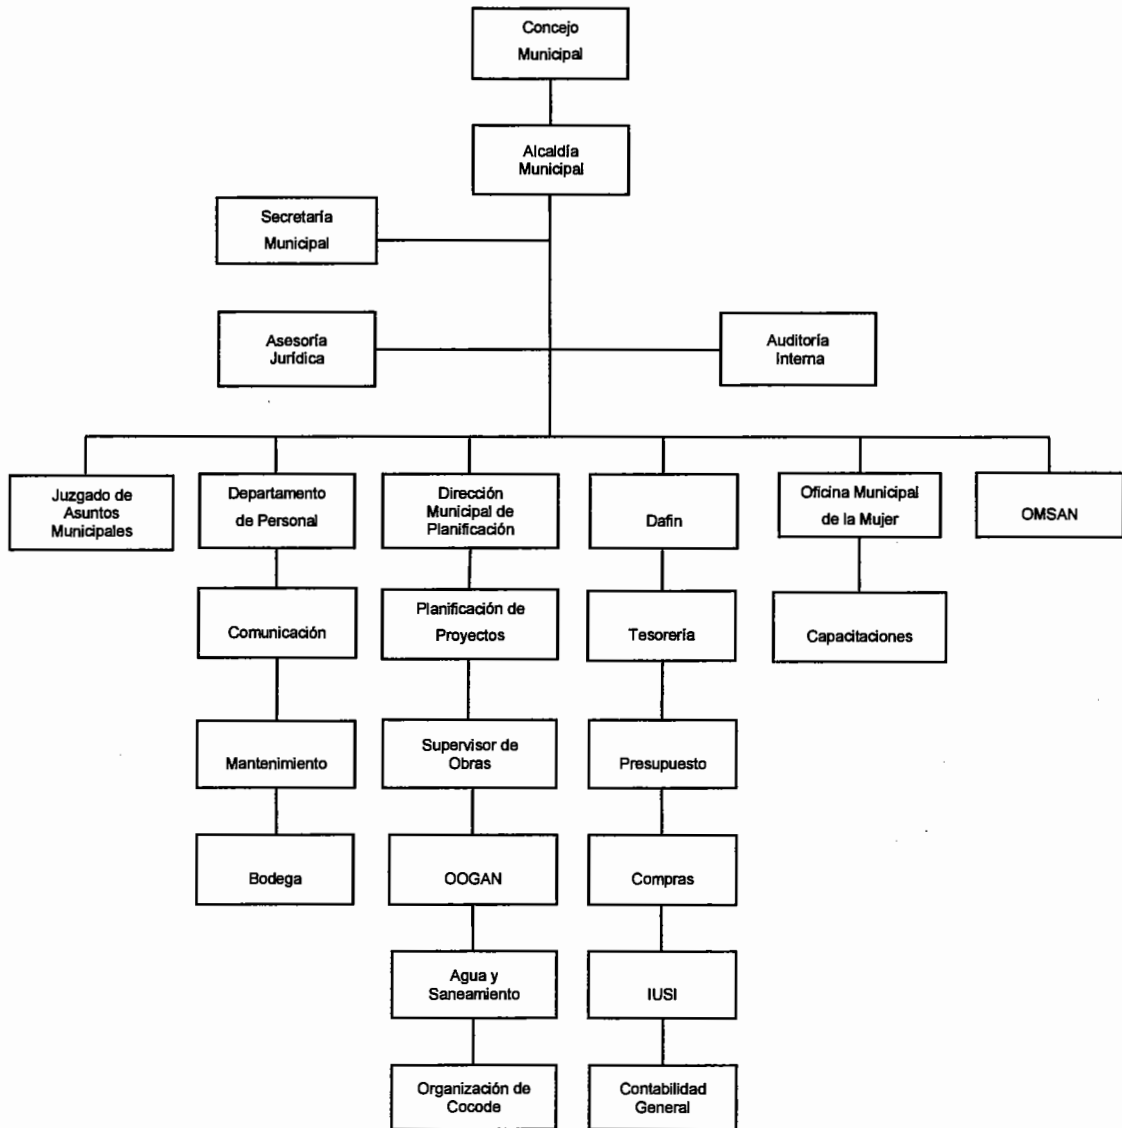 Concejo
Municipal
Alcaldía
Municipal
Secretaría
Municipal
Asesoría
Jurídica
Auditoría
Interna
Juzgado de
Asuntos
Municipales
Departamento
de Personal
Dirección
Municipal de
Planificación
Dafin
Oficina Municipal
de la Mujer
OMSAN
Comunicación
Planificación de
Proyectos
Tesorería
Capacitaciones
Mantenimiento
Supervisor de
Obras
Presupuesto
Bodega
OOGAN
Compras
Agua y
Saneamiento
IUSI
Organización de
Cocode
Contabilidad
General